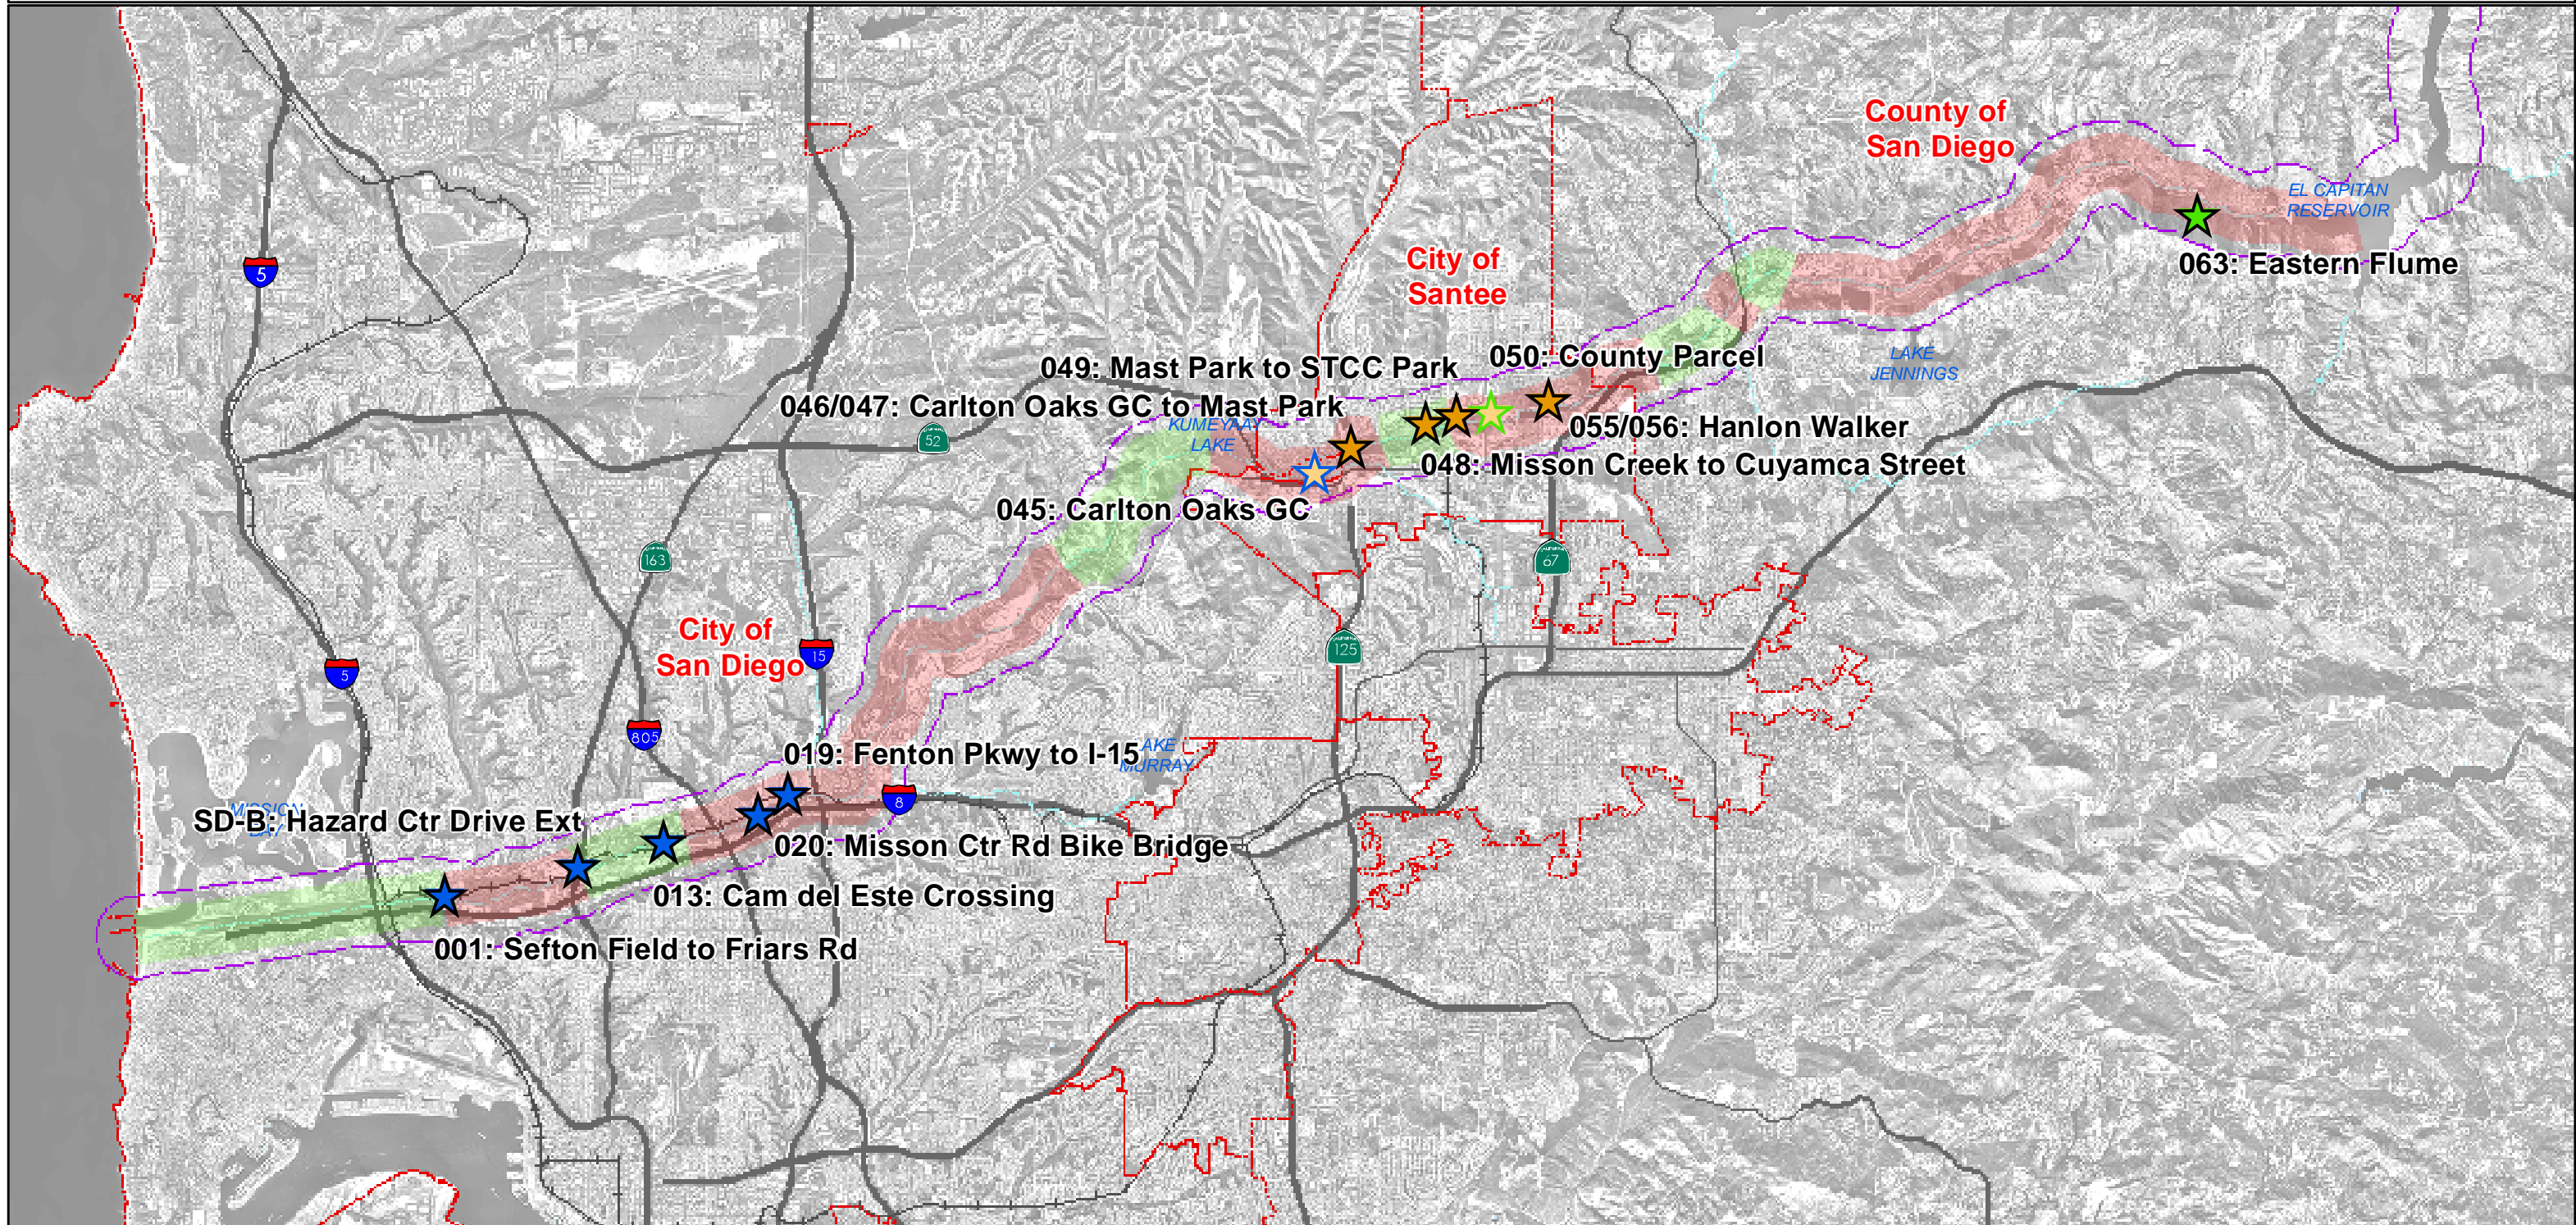 County of
San Diego
EL CAPITAN
RESERVOIR
063: Eastern Flume
City of
Santee
5
049: Mast Park to STCC Park
050: County Parcel
LAKE
JENNINGS
046/047: Carlton Oaks GC to Mast Park
KUMEYAAY
LAKE
52
055/056: Hanlon Walker
048: Misson Creek to Cuyamca Street
045: Carlton Oaks GC
163
CALIFORNIA
67
City of
San Diego
15
CALIFORNIA
125
5
805
019: Fenton Pkwy to I-15
AKE
MURRAY
8
MISSION
BAY
SD-B: Hazard Ctr Drive Ext
020: Misson Ctr Rd Bike Bridge
013: Cam del Este Crossing
001: Sefton Field to Friars Rd